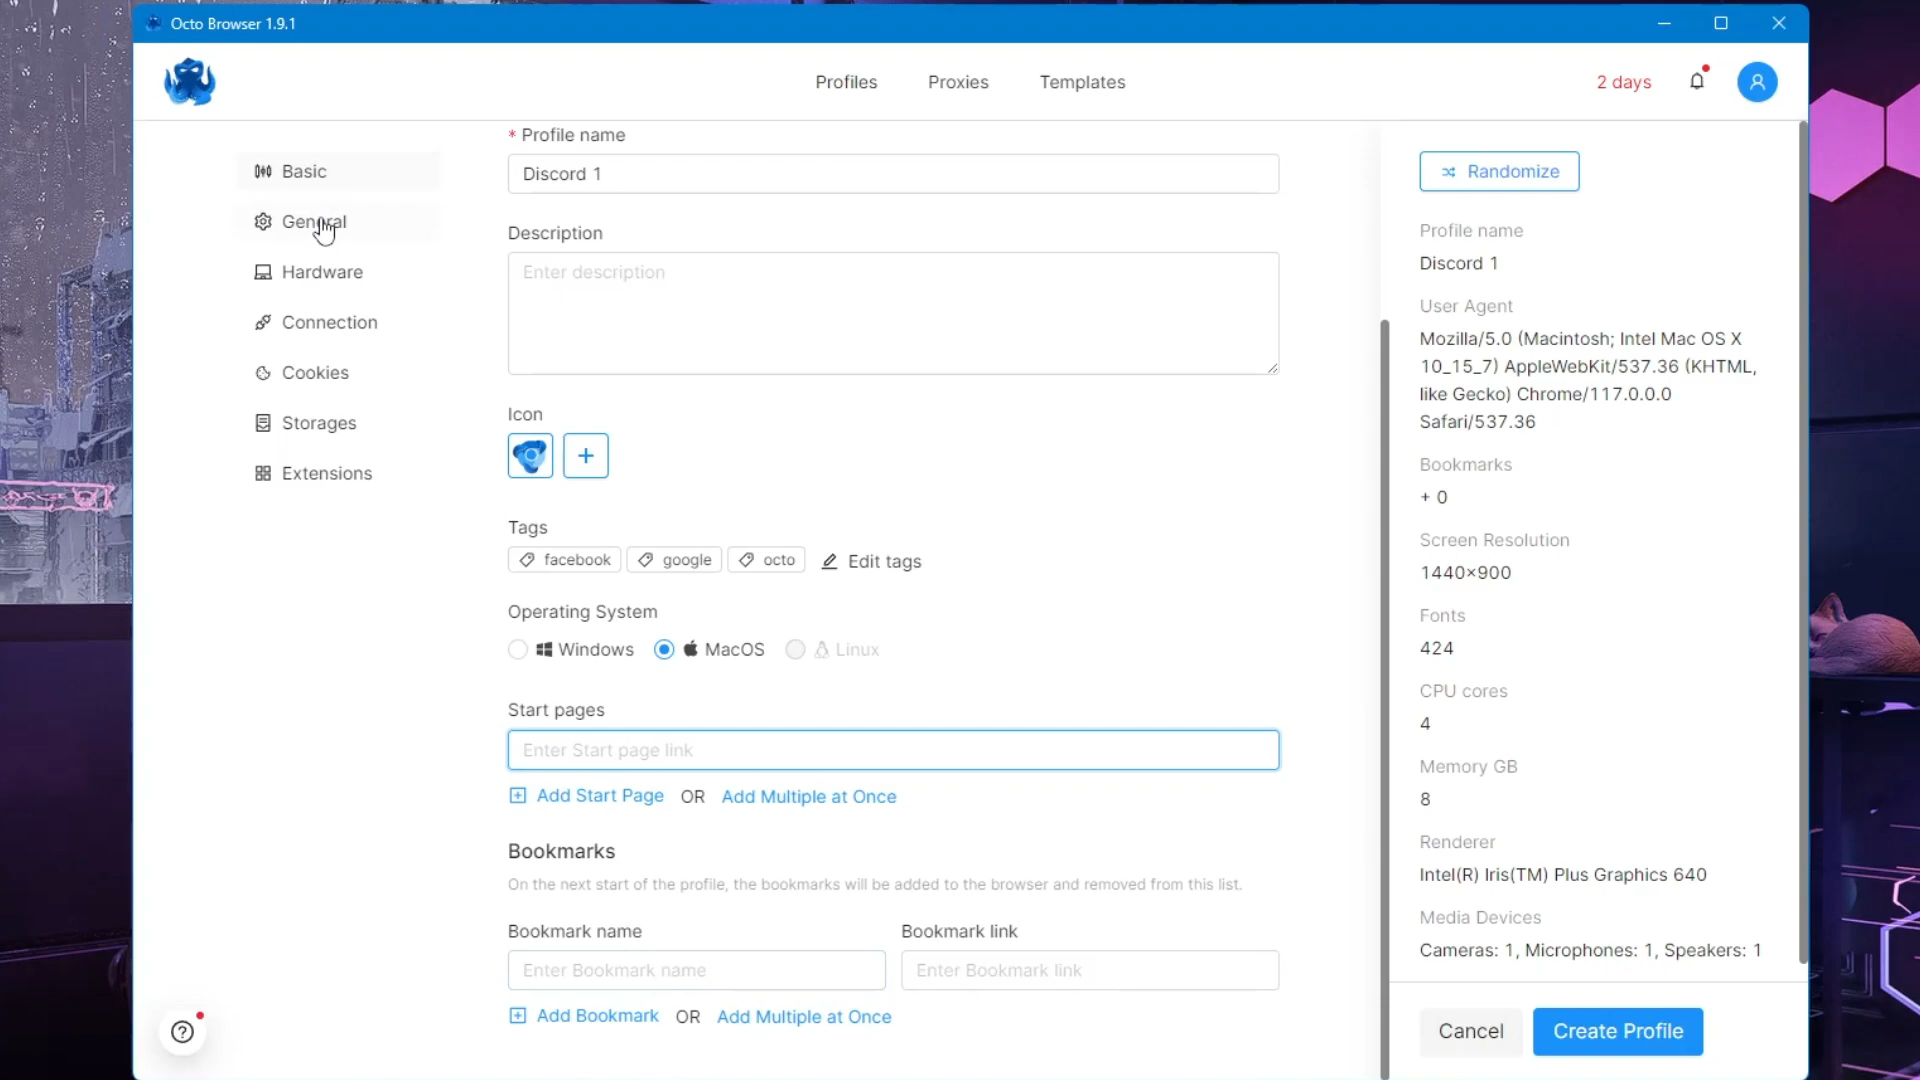 Octo Browser 1.9.1
Profiles
Proxies
Templates
2 days
Basic
General
Hardware
Connection
Cookies
Storages
Extensions
* Profile name
Discord 1
Description
Enter description
Icon
Tags
facebook
google
octo
Edit tags
Operating System
Windows
MacOS
Linux
Start pages
Enter Start page link
Add Start Page OR Add Multiple at Once
Bookmarks
On the next start of the profile, the bookmarks will be added to the browser and removed from this list.
Bookmark name
Bookmark link
Enter Bookmark name
Enter Bookmark link
Add Bookmark OR Add Multiple at Once
Randomize
Profile name
Discord 1
User Agent
Mozilla/5.0 (Macintosh; Intel Mac OS X
10_15_7) AppleWebKit/537.36 (KHTML,
like Gecko) Chrome/117.0.0.0
Safari/537.36
Bookmarks
+ 0
Screen Resolution
1440×900
Fonts
424
CPU cores
4
Memory GB
8
Renderer
Intel(R) Iris(TM) Plus Graphics 640
Media Devices
Cameras: 1, Microphones: 1, Speakers: 1
Cancel
Create Profile